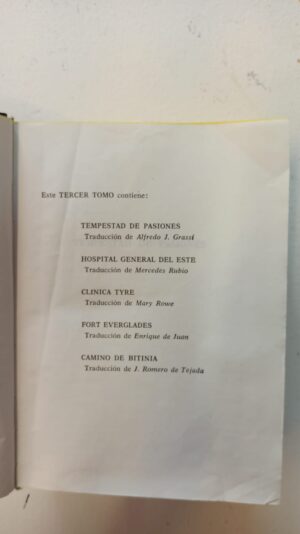 Este TERCER TOMO contiene:
TEMPESTAD DE PASIONES
Traducción de Alfredo J. Grassi
HOSPITAL GENERAL DEL ESTE
Traducción de Mercedes Rubio
CLINICA TYRE
Traducción de Mary Rowe
FORT EVERGLADES
Traducción de Enrique de Juan
CAMINO DE BITINIA
Traducción de J. Romero de Tejada